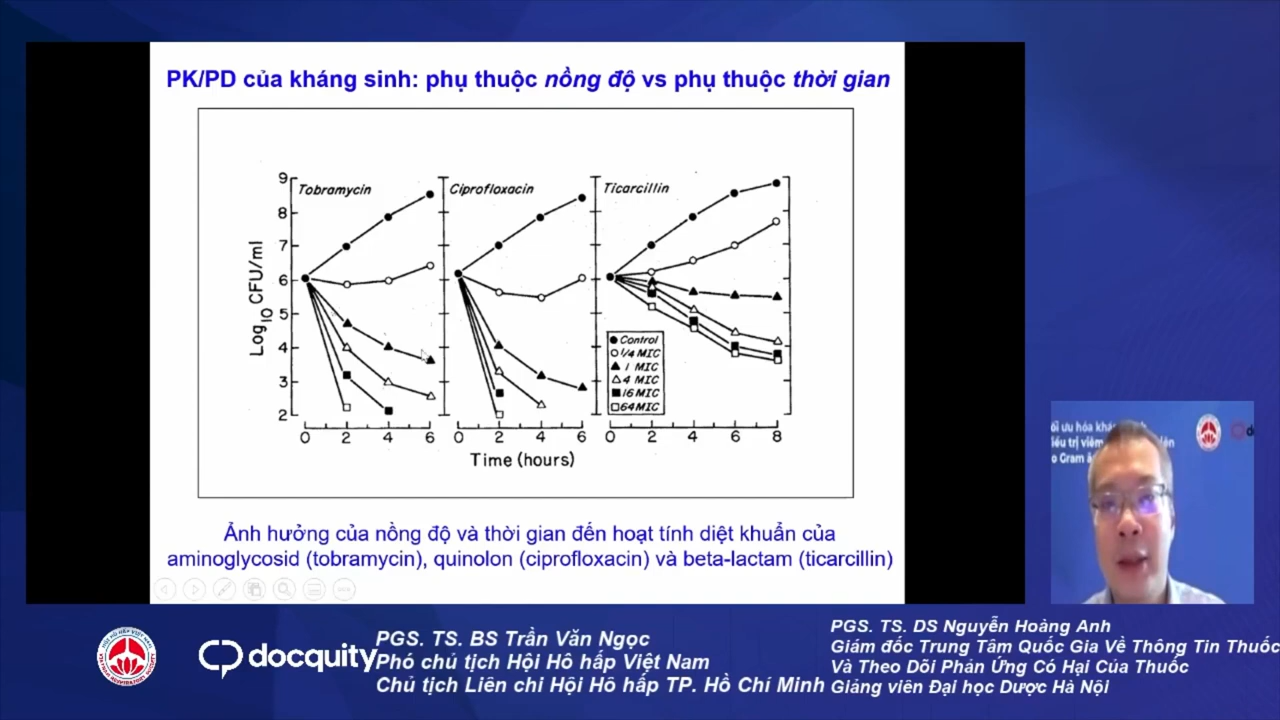 PK/PD của kháng sinh: phụ thuộc nồng độ vs phụ thuộc thời gian
Tobramycin
Ciprofloxacin
Ticarcillin
Log10 CFU/ml
9
8
7
6
5
4
3
2
Control
1/4 MIC
1 MIC
4 MIC
16 MIC
64 MIC
0 2 4 6
0 2 4 6
0 2 4 6 8
Time (hours)
Ảnh hưởng của nồng độ và thời gian đến hoạt tính diệt khuẩn của
aminoglycosid (tobramycin), quinolon (ciprofloxacin) và beta-lactam (ticarcillin)
ưu hóa
điều trị
Gram
docquity
PGS. TS. BS Trần Văn Ngọc
Phó chủ tịch Hội Hô hấp Việt Nam
Chủ tịch Liên chi Hội Hô hấp TP. Hồ Chí Minh
PGS. TS. DS Nguyễn Hoàng Anh
Giám đốc Trung Tâm Quốc Gia Về Thông Tin Thuốc
Và Theo Dõi Phản Ứng Có Hại Của Thuốc
Giảng viên Đại học Dược Hà Nội